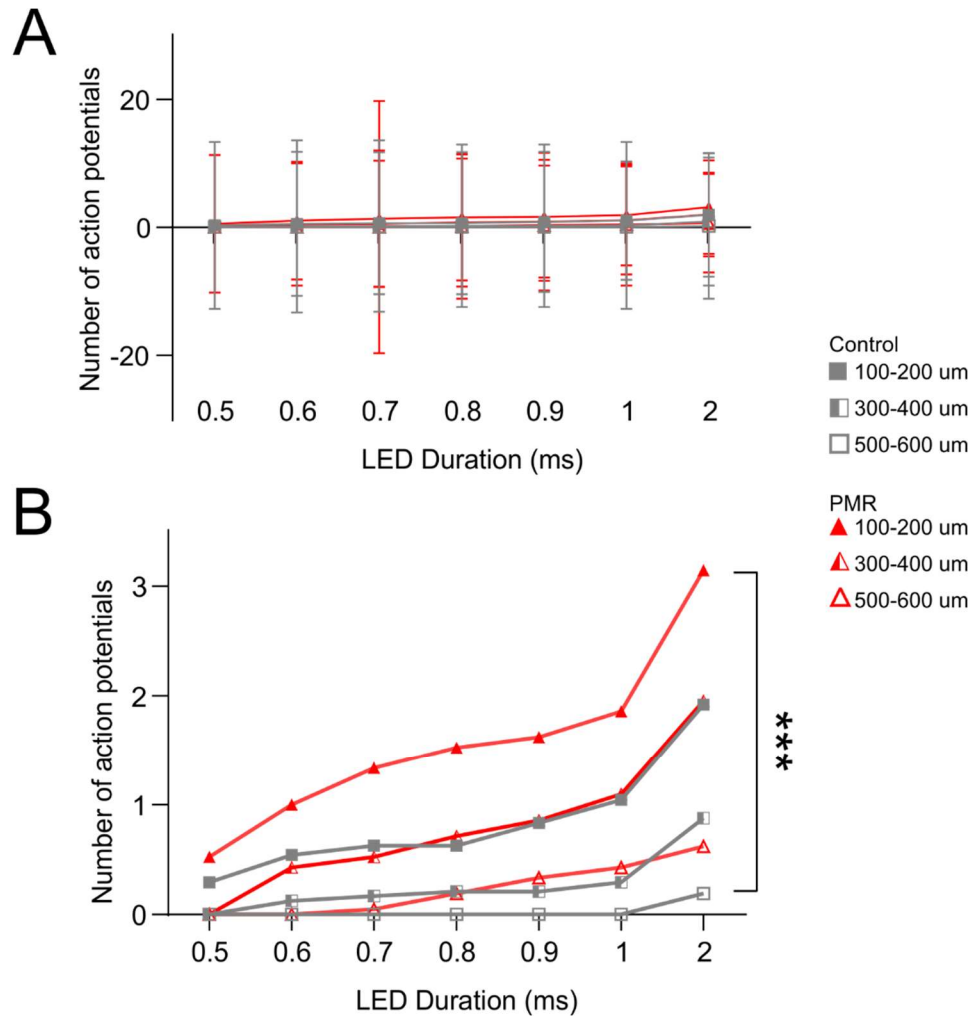 A
Number of action potentials
20
0
-20
0.5 0.6 0.7 0.8 0.9 1 2
LED Duration (ms)
Control
100-200 um
300-400 um
500-600 um
PMR
100-200 um
300-400 um
500-600 um
B
Number of action potentials
3
2
1
0
0.5 0.6 0.7 0.8 0.9 1 2
LED Duration (ms)
***